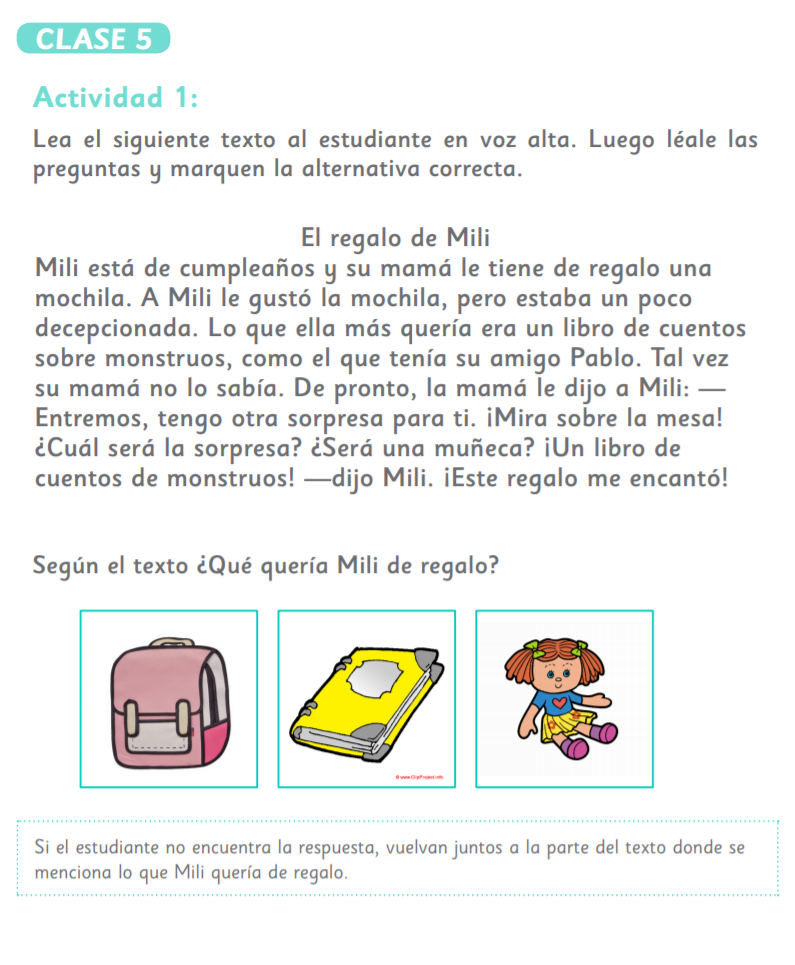 CLASE 5
Actividad 1:
Lea el siguiente texto al estudiante en voz alta. Luego léale las
preguntas y marquen la alternativa correcta.
El regalo de Mili
Mili está de cumpleaños y su mamá le tiene de regalo una
mochila. A Mili le gustó la mochila, pero estaba un poco
decepcionada. Lo que ella más quería era un libro de cuentos
sobre monstruos, como el que tenía su amigo Pablo. Tal vez
su mamá no lo sabía. De pronto, la mamá le dijo a Mili: —
Entremos, tengo otra sorpresa para ti. ¡Mira sobre la mesa!
¿Cuál será la sorpresa? ¿Será una muñeca? ¡Un libro de
cuentos de monstruos! —dijo Mili. ¡Este regalo me encantó!
Según el texto ¿Qué quería Mili de regalo?
© www.ClipProject.info
Si el estudiante no encuentra la respuesta, vuelvan juntos a la parte del texto donde se
menciona lo que Mili quería de regalo.